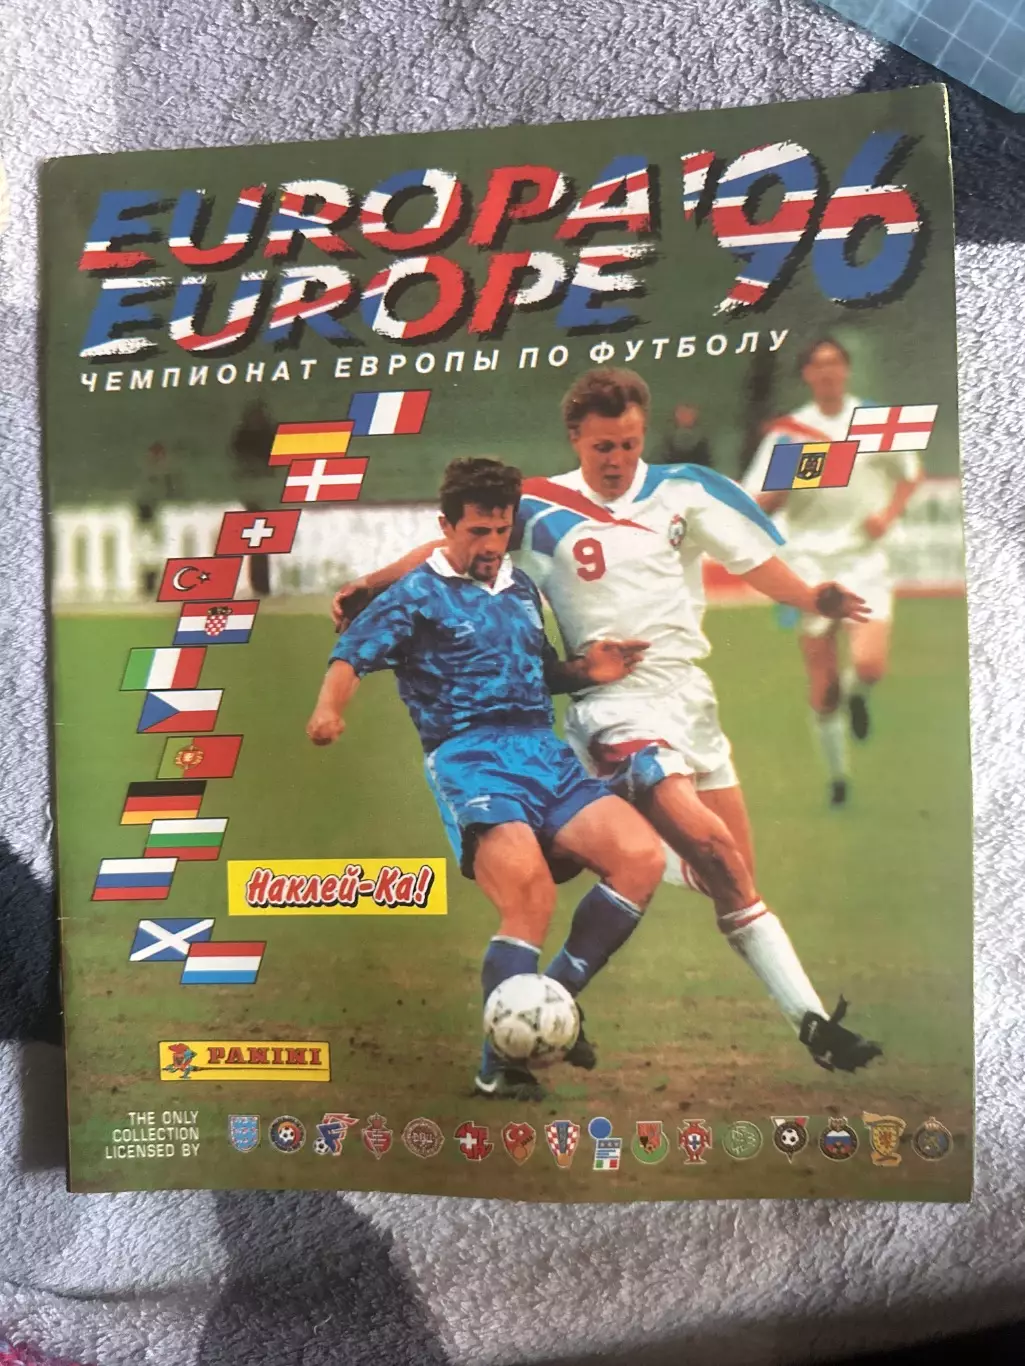 EUROPA '96
EUROPE
ЧЕМПИОНАТ ЕВРОПЫ ПО ФУТБОЛУ
9
Наклей-Ка!
PANINI
THE ONLY
COLLECTION
LICENSED BY